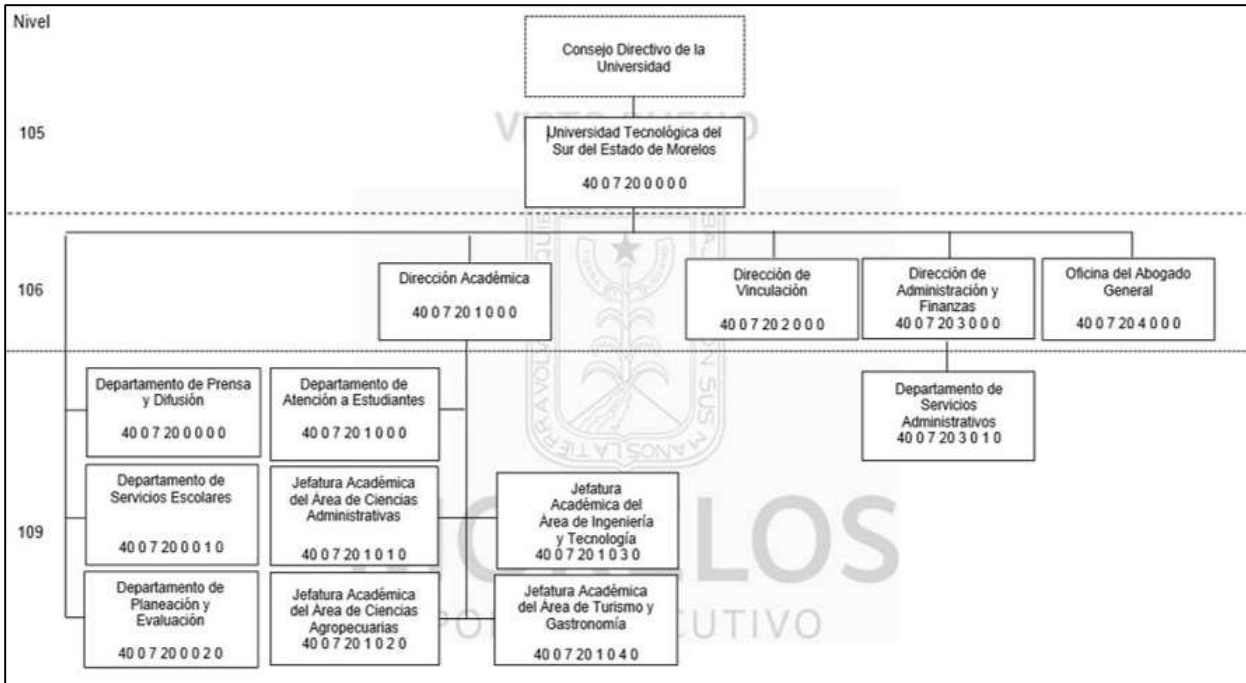 Nivel
Consejo Directivo de la
Universidad
105
Universidad Tecnológica del
Sur del Estado de Morelos
40 0 7 20 0 0 0 0
106
Dirección Académica
40 0 7 20 1 0 0 0
Dirección de
Vinculación
40 0 7 20 2 0 0 0
Dirección de
Administración y
Finanzas
40 0 7 20 3 0 0 0
Oficina del Abogado
General
40 0 7 20 4 0 0 0
109
Departamento de Prensa
y Difusión
40 0 7 20 0 0 0 0
Departamento de
Atención a Estudiantes
40 0 7 20 1 0 0 0
Departamento de
Servicios
Administrativos
40 0 7 20 3 0 1 0
Departamento de
Servicios Escolares
40 0 7 20 0 0 1 0
Jefatura Académica
del Área de Ciencias
Administrativas
40 0 7 20 1 0 1 0
Jefatura
Académica del
Área de Ingeniería
y Tecnología
40 0 7 20 1 0 3 0
Departamento de
Planeación y
Evaluación
40 0 7 20 0 0 2 0
Jefatura Académica
del Área de Ciencias
Agropecuarias
40 0 7 20 1 0 2 0
Jefatura Académica
del Área de Turismo y
Gastronomía
40 0 7 20 1 0 4 0